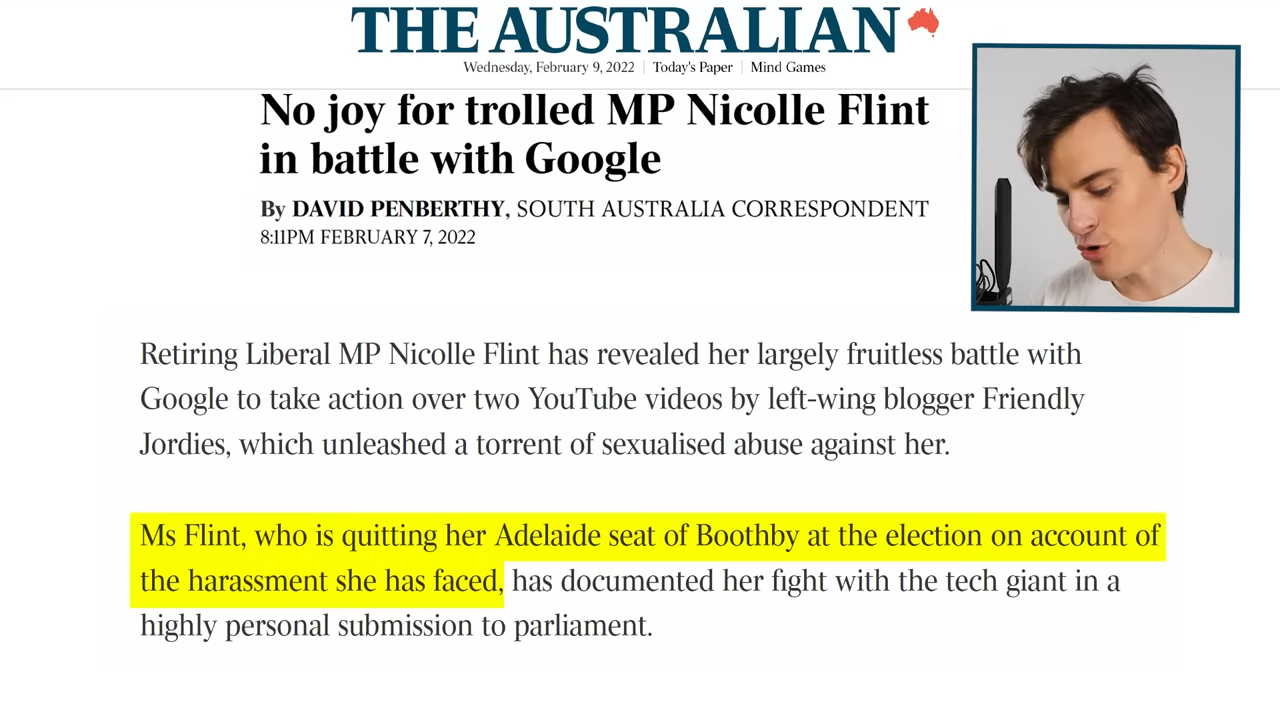 THE AUSTRALIAN
Wednesday, February 9, 2022 | Today's Paper | Mind Games
No joy for trolled MP Nicolle Flint
in battle with Google
By DAVID PENBERTHY, SOUTH AUSTRALIA CORRESPONDENT
8:11PM FEBRUARY 7, 2022
Retiring Liberal MP Nicolle Flint has revealed her largely fruitless battle with
Google to take action over two YouTube videos by left-wing blogger Friendly
Jordies, which unleashed a torrent of sexualised abuse against her.
Ms Flint, who is quitting her Adelaide seat of Boothby at the election on account of
the harassment she has faced, has documented her fight with the tech giant in a
highly personal submission to parliament.